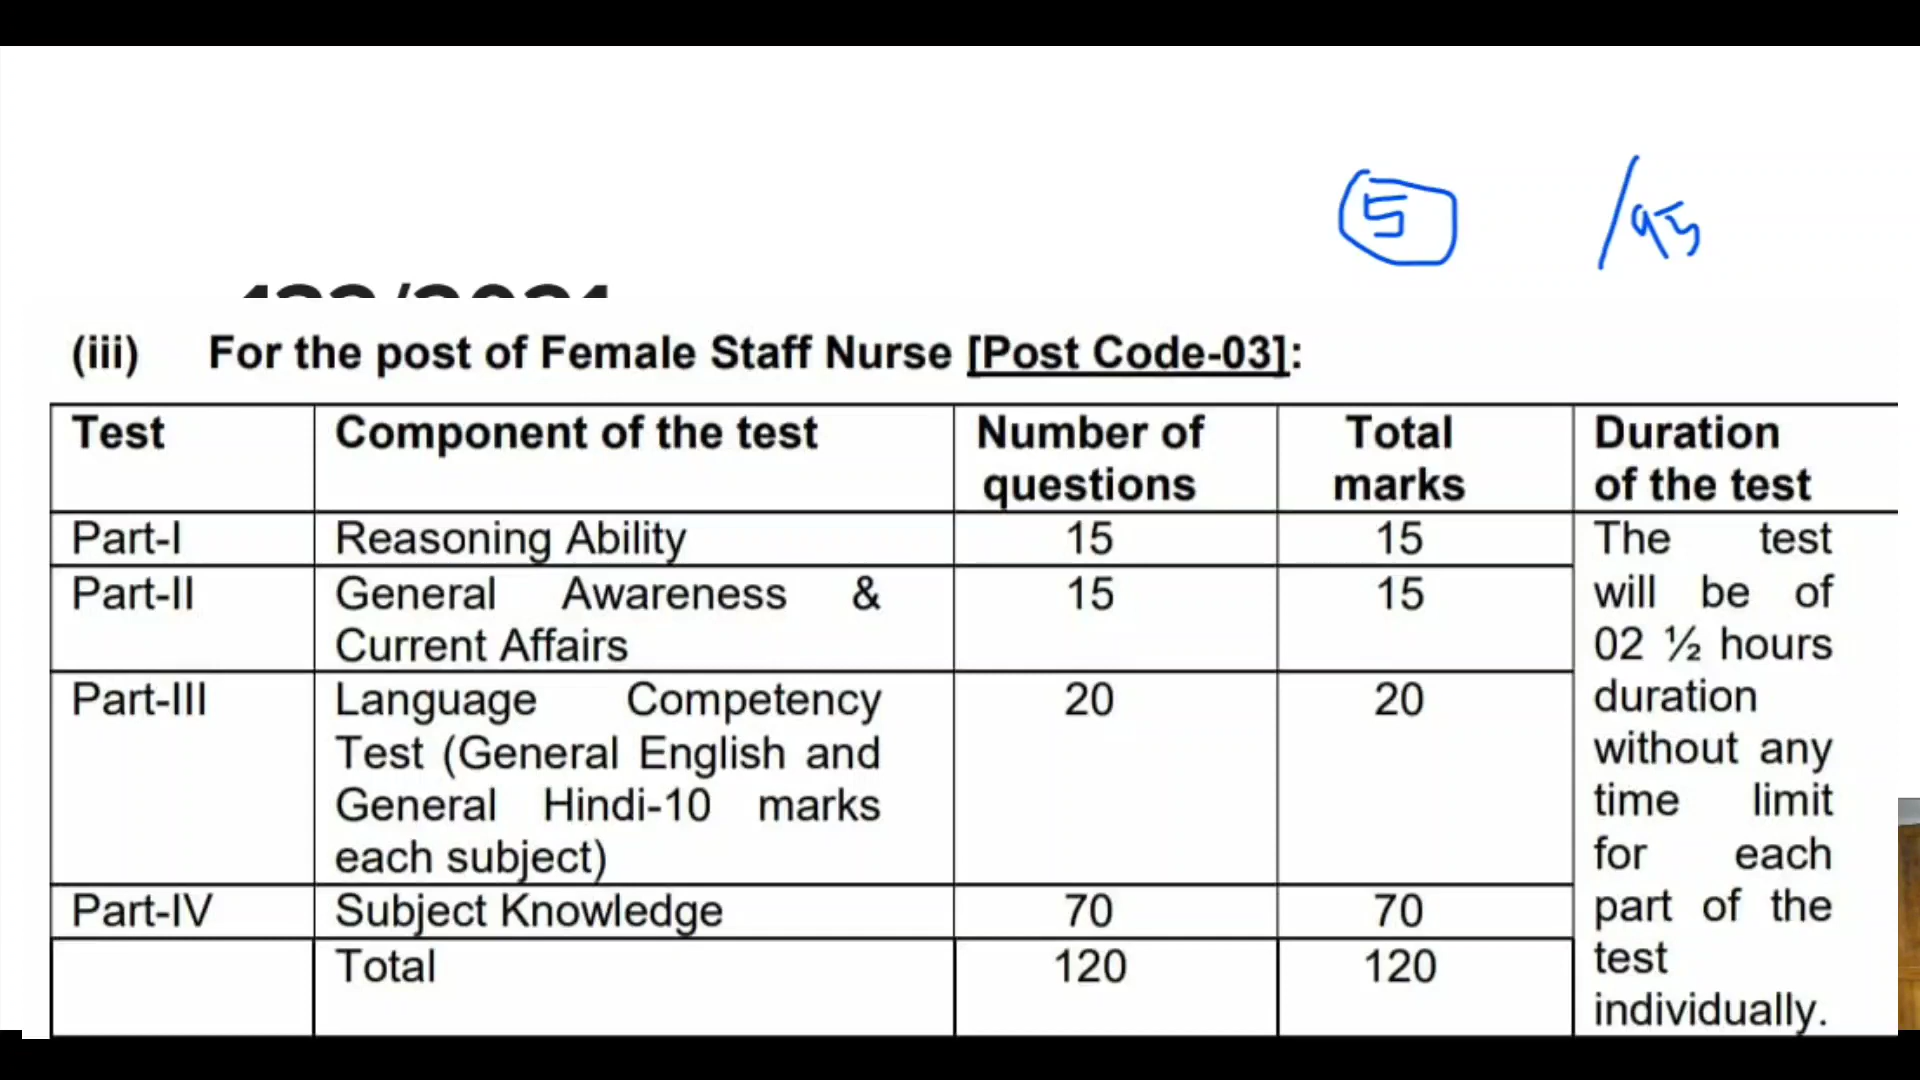 5 /95
(iii) For the post of Female Staff Nurse [Post Code-03]:
Test Component of the test Number of questions Total marks Duration of the test
Part-I Reasoning Ability 15 15
Part-II General Awareness & Current Affairs 15 15
Part-III Language Competency Test (General English and General Hindi-10 marks each subject) 20 20
Part-IV Subject Knowledge 70 70
Total 120 120
The test
will be of
02 ½ hours
duration
without any
time limit
for each
part of the
test
individually.